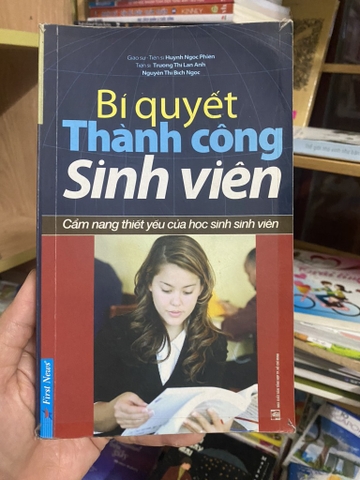 Giáo sư - Tiến sĩ Huỳnh Ngọc Phiên
Tiến sĩ Trương Thị Lan Anh
Nguyễn Thị Bích Ngọc
Bí quyết
Thành công
Sinh viên
Cẩm nang thiết yếu của học sinh sinh viên
First News